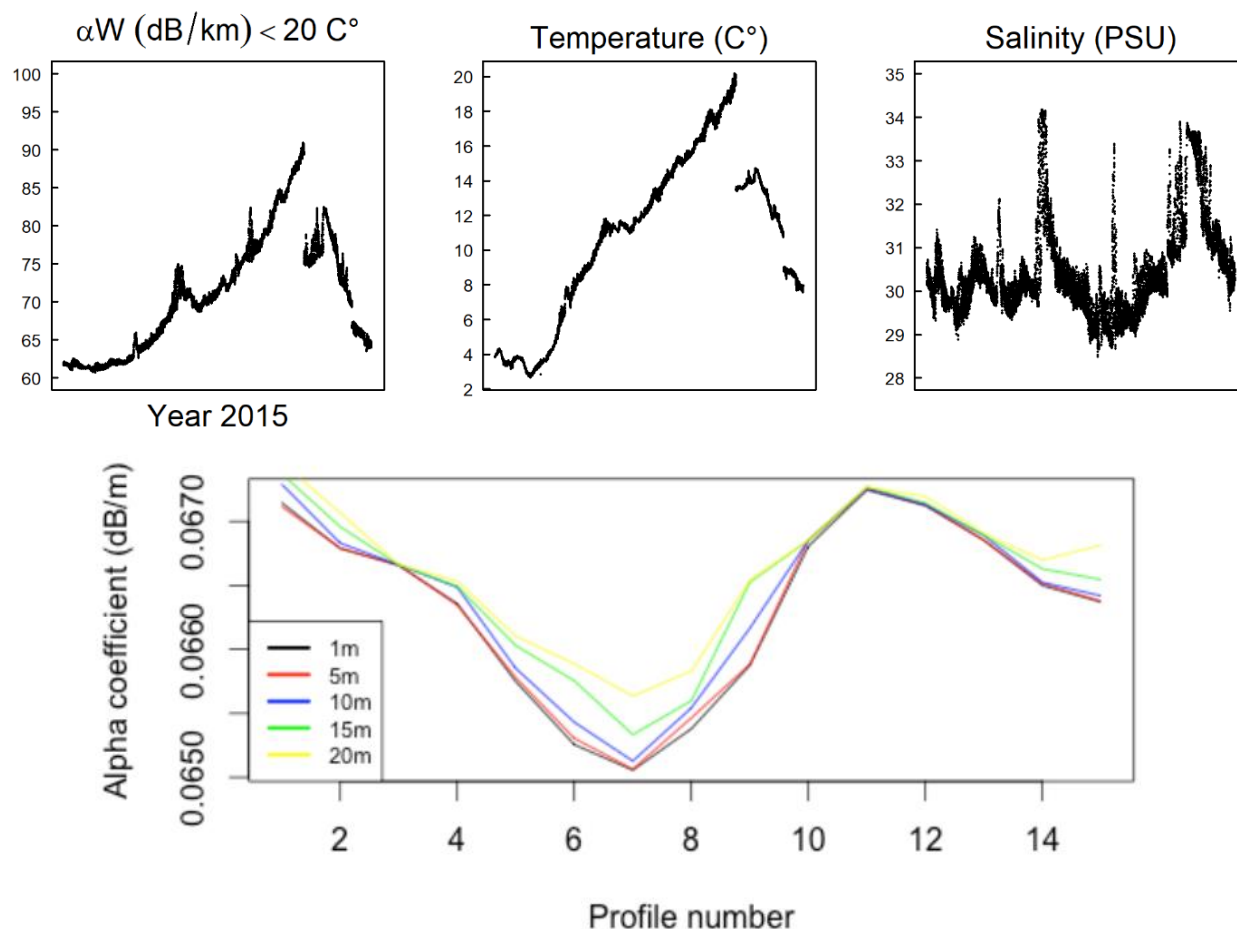 αW (dB/km) < 20 C°
Temperature (C°)
Salinity (PSU)
100
95
90
85
80
75
70
65
60
20
18
16
14
12
10
8
6
4
2
35
34
33
32
31
30
29
28
Year 2015
Alpha coefficient (dB/m)
0.0670
0.0660
0.0650
1m
5m
10m
15m
20m
2 4 6 8 10 12 14
Profile number